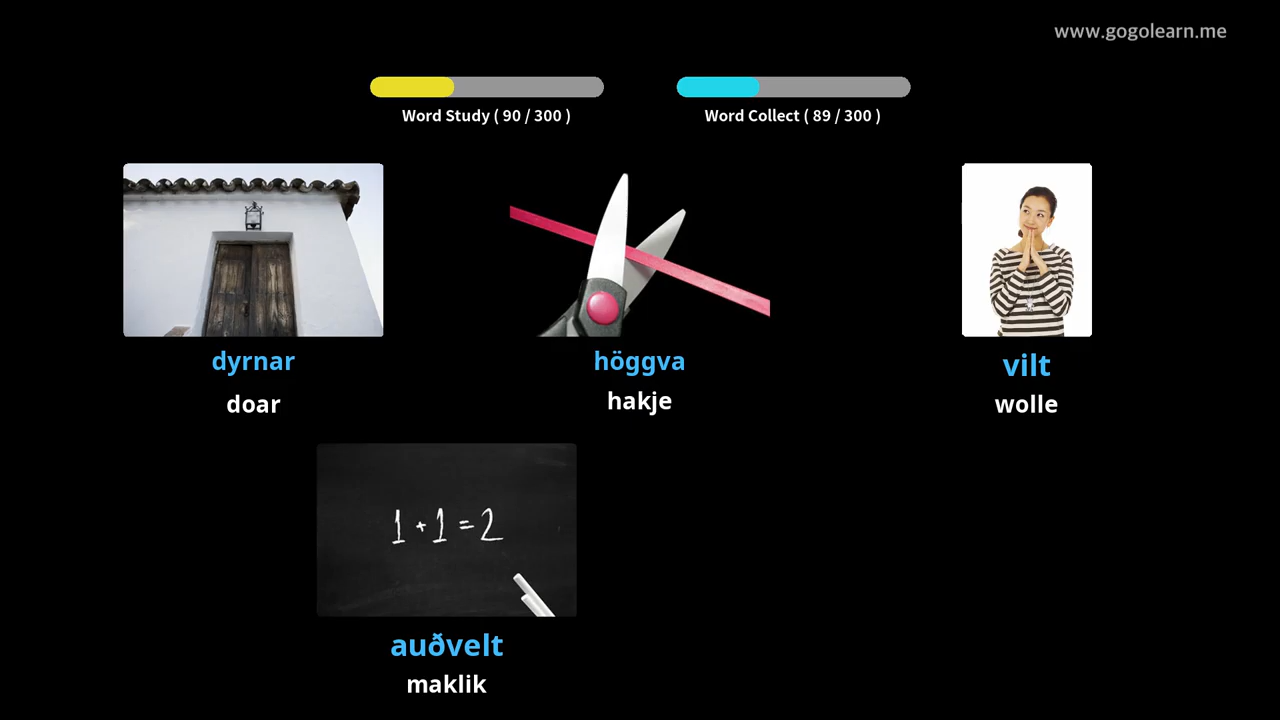 www.gogolearn.me
Word Study ( 90 / 300 )
Word Collect ( 89 / 300 )
dyrnar
doar
höggva
hakje
vilt
wolle
1 + 1 = 2
auðvelt
maklik